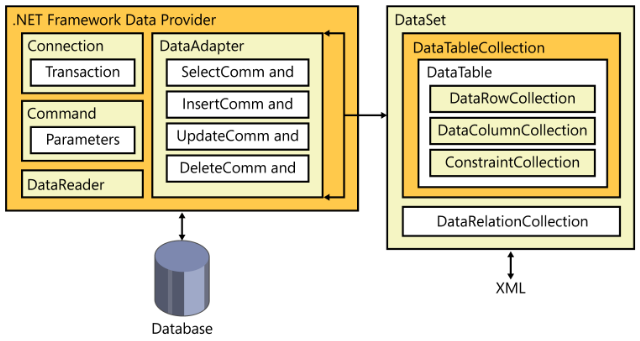 .NET Framework Data Provider
Connection
Transaction
Command
Parameters
DataReader
DataAdapter
SelectComm and
InsertComm and
UpdateComm and
DeleteComm and
Database
DataSet
DataTableCollection
DataTable
DataRowCollection
DataColumnCollection
ConstraintCollection
DataRelationCollection
XML